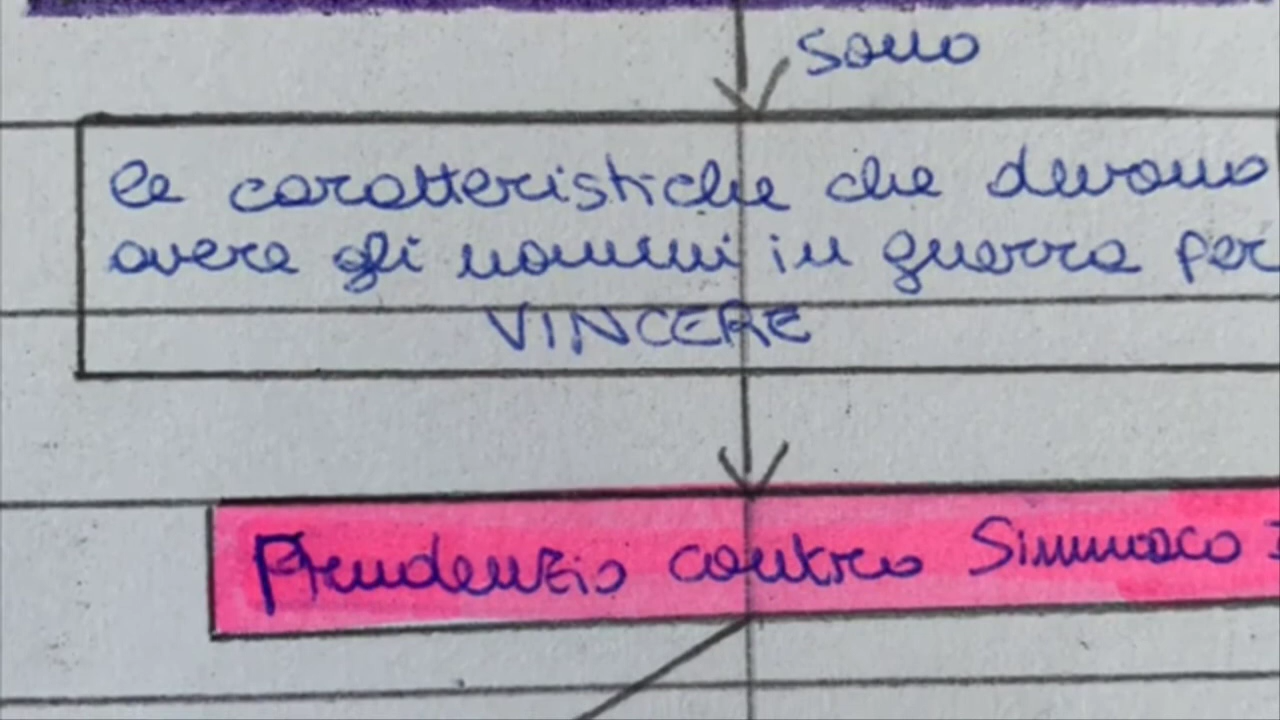 sono
le caratteristiche che devono
avere gli uomini in guerra per
VINCERE
Prudenzio contro Simmaco